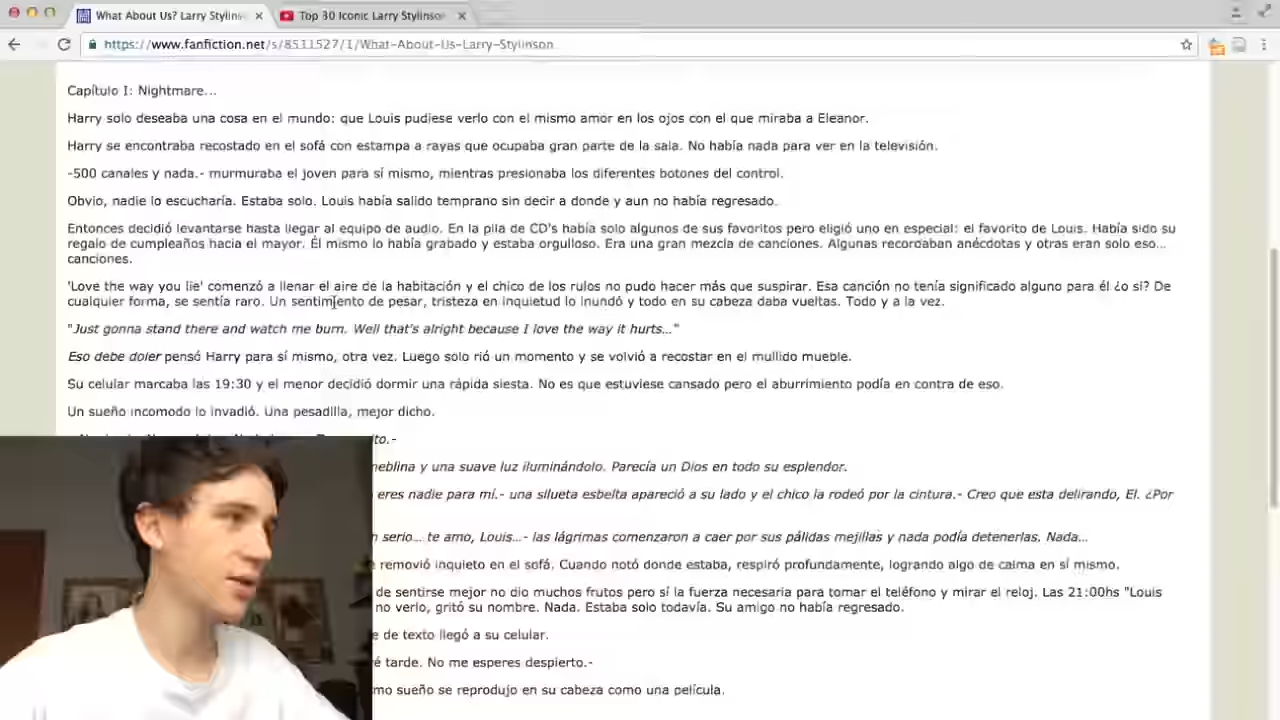 What About Us? Larry Stylins
Top 30 Iconic Larry Stylinson
https://www.fanfiction.net/s/8511527/1/What-About-Us-Larry-Stylinson
Capítulo I: Nightmare...
Harry solo deseaba una cosa en el mundo: que Louis pudiese verlo con el mismo amor en los ojos con el que miraba a Eleanor.
Harry se encontraba recostado en el sofá con estampa a rayas que ocupaba gran parte de la sala. No había nada para ver en la televisión.
-500 canales y nada.- murmuraba el joven para sí mismo, mientras presionaba los diferentes botones del control.
Obvio, nadie lo escucharía. Estaba solo. Louis había salido temprano sin decir a donde y aun no había regresado.
Entonces decidió levantarse hasta llegar al equipo de audio. En la pila de CD's había solo algunos de sus favoritos pero eligió uno en especial: el favorito de Louis. Había sido su
regalo de cumpleaños hacia el mayor. Él mismo lo había grabado y estaba orgulloso. Era una gran mezcla de canciones. Algunas recordaban anécdotas y otras eran solo eso...
canciones.
'Love the way you lie' comenzó a llenar el aire de la habitación y el chico de los rulos no pudo hacer más que suspirar. Esa canción no tenía significado alguno para él ¿o si? De
cualquier forma, se sentía raro. Un sentimiento de pesar, tristeza en inquietud lo inundó y todo en su cabeza daba vueltas. Todo y a la vez.
"Just gonna stand there and watch me burn. Well that's alright because I love the way it hurts..."
Eso debe doler pensó Harry para sí mismo, otra vez. Luego solo rió un momento y se volvió a recostar en el mullido mueble.
Su celular marcaba las 19:30 y el menor decidió dormir una rápida siesta. No es que estuviese cansado pero el aburrimiento podía en contra de eso.
Un sueño incomodo lo invadió. Una pesadilla, mejor dicho.
ito.-
neblina y una suave luz iluminándolo. Parecía un Dios en todo su esplendor.
eres nadie para mí.- una silueta esbelta apareció a su lado y el chico la rodeó por la cintura.- Creo que esta delirando, El. ¿Por
n serio... te amo, Louis...- las lágrimas comenzaron a caer por sus pálidas mejillas y nada podía detenerlas. Nada...
e removió inquieto en el sofá. Cuando notó donde estaba, respiró profundamente, logrando algo de calma en sí mismo.
de sentirse mejor no dio muchos frutos pero sí la fuerza necesaria para tomar el teléfono y mirar el reloj. Las 21:00hs "Louis
no verlo, gritó su nombre. Nada. Estaba solo todavía. Su amigo no había regresado.
e de texto llegó a su celular.
é tarde. No me esperes despierto.-
mo sueño se reprodujo en su cabeza como una película.